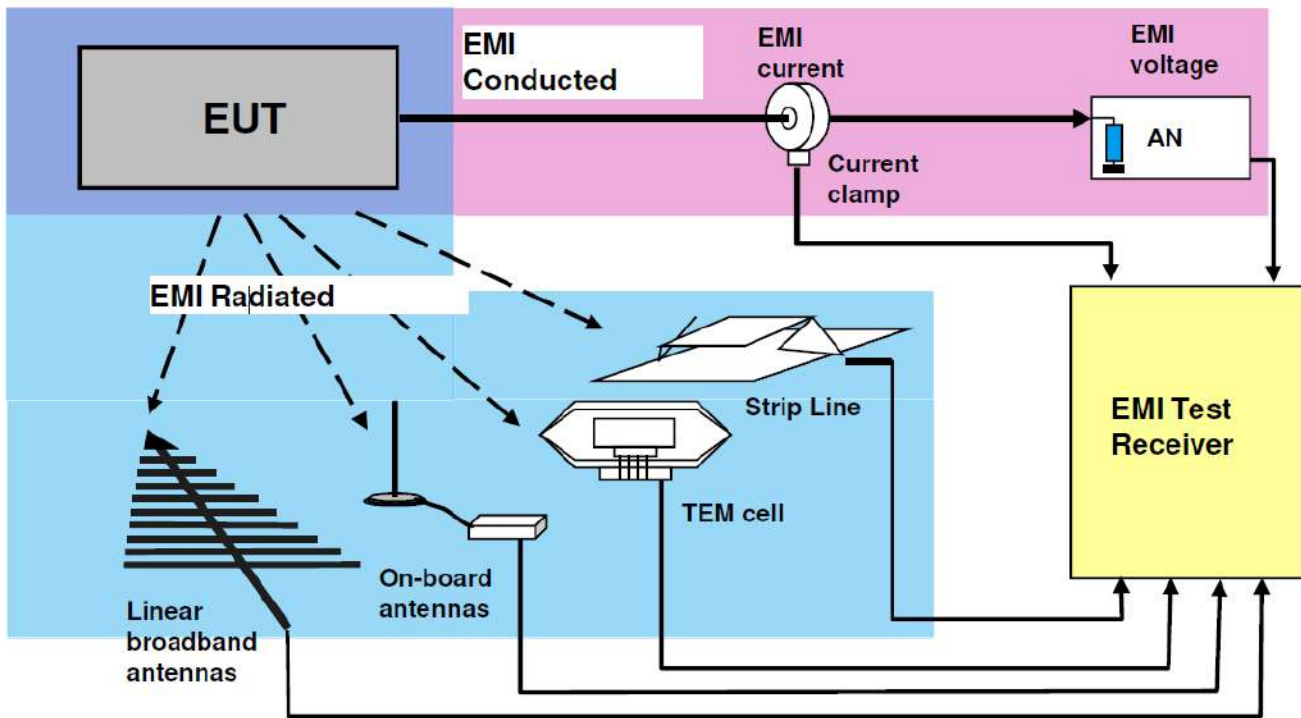 EMI
Conducted
EMI
current
EMI
voltage
EUT
AN
Current
clamp
EMI Radiated
Strip Line
EMI Test
Receiver
TEM cell
On-board
antennas
Linear
broadband
antennas